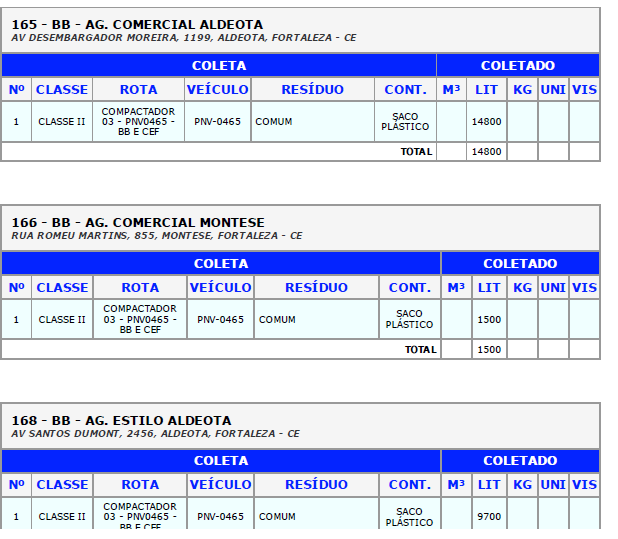 165 - BB - AG. COMERCIAL ALDEOTA
AV DESEMBARGADOR MOREIRA, 1199, ALDEOTA, FORTALEZA - CE
COLETA COLETADO
Nº CLASSE ROTA VEÍCULO RESÍDUO CONT. M³ LIT KG UNI VIS
1 CLASSE II COMPACTADOR 03 - PNV0465 - BB E CEF PNV-0465 COMUM SACO PLÁSTICO 14800
TOTAL 14800
166 - BB - AG. COMERCIAL MONTESE
RUA ROMEU MARTINS, 855, MONTESE, FORTALEZA - CE
COLETA COLETADO
Nº CLASSE ROTA VEÍCULO RESÍDUO CONT. M³ LIT KG UNI VIS
1 CLASSE II COMPACTADOR 03 - PNV0465 - BB E CEF PNV-0465 COMUM SACO PLÁSTICO 1500
TOTAL 1500
168 - BB - AG. ESTILO ALDEOTA
AV SANTOS DUMONT, 2456, ALDEOTA, FORTALEZA - CE
COLETA COLETADO
Nº CLASSE ROTA VEÍCULO RESÍDUO CONT. M³ LIT KG UNI VIS
1 CLASSE II COMPACTADOR 03 - PNV0465 - BB E CEF PNV-0465 COMUM SACO PLÁSTICO 9700